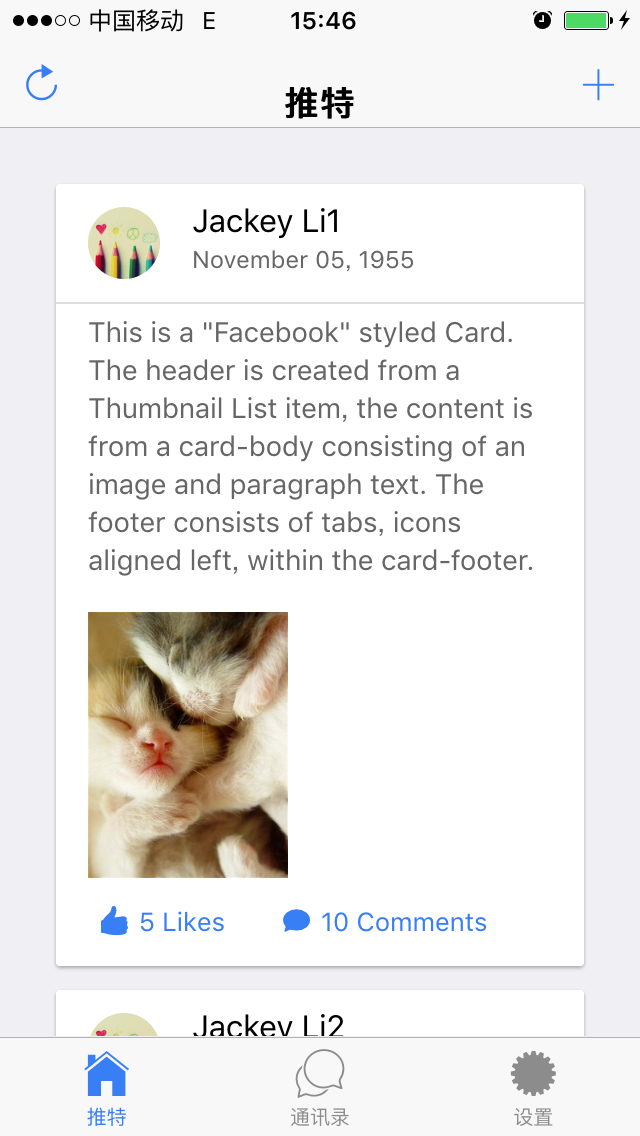 中国移动 E 15:46
推特
Jackey Li1
November 05, 1955
This is a "Facebook" styled Card.
The header is created from a
Thumbnail List item, the content is
from a card-body consisting of an
image and paragraph text. The
footer consists of tabs, icons
aligned left, within the card-footer.
5 Likes 10 Comments
Jackey Li2
推特 通讯录 设置